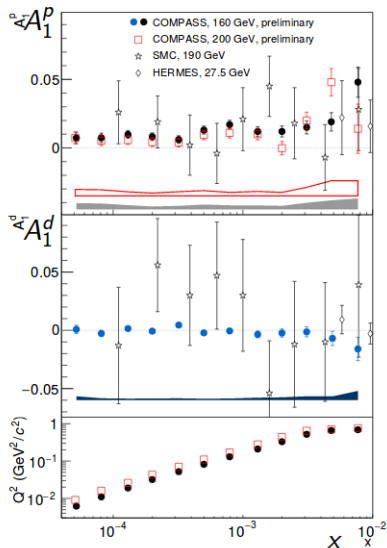 A₁ᵖ A₁ᵖ
COMPASS, 160 GeV, preliminary
COMPASS, 200 GeV, preliminary
SMC, 190 GeV
HERMES, 27.5 GeV
0.05
0
A₁ᵈ A₁ᵈ
0.05
0
−0.05
Q² (GeV²/c²)
1
10⁻¹
10⁻²
10⁻⁴ 10⁻³ 10⁻²
x x